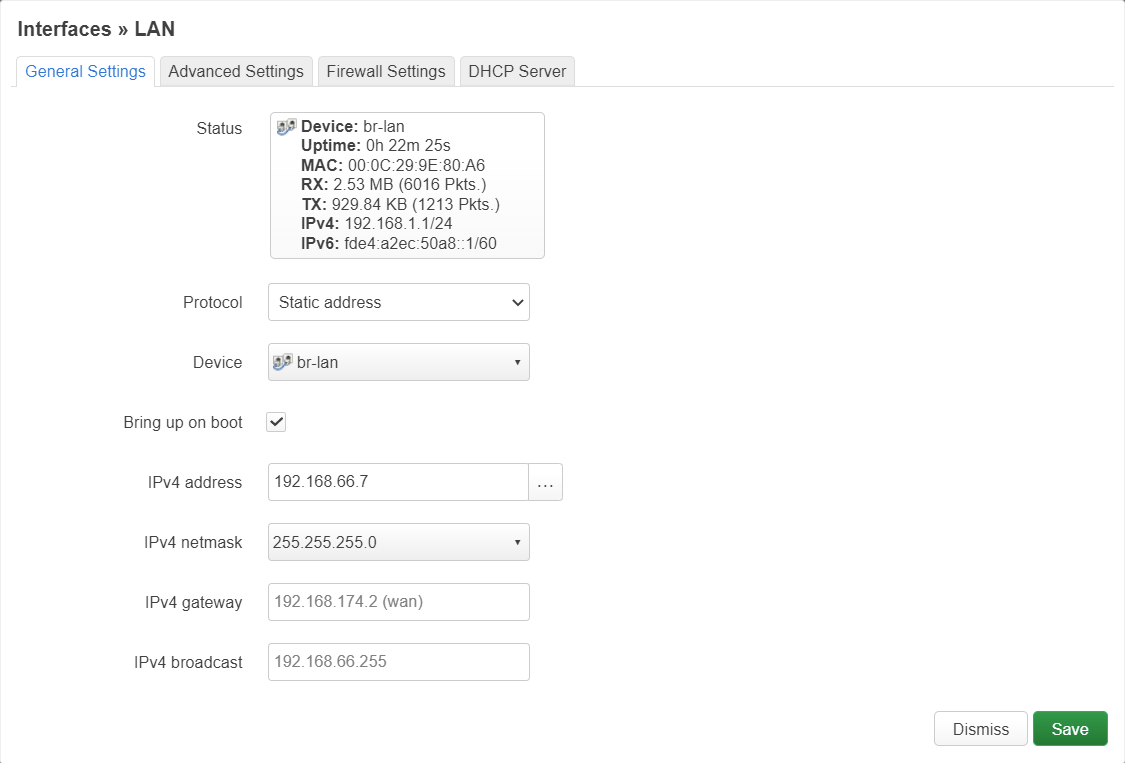 Interfaces » LAN
General Settings Advanced Settings Firewall Settings DHCP Server
Status
Device: br-lan
Uptime: 0h 22m 25s
MAC: 00:0C:29:9E:80:A6
RX: 2.53 MB (6016 Pkts.)
TX: 929.84 KB (1213 Pkts.)
IPv4: 192.168.1.1/24
IPv6: fde4:a2ec:50a8::1/60
Protocol Static address
Device br-lan
Bring up on boot
IPv4 address 192.168.66.7 ...
IPv4 netmask 255.255.255.0
IPv4 gateway 192.168.174.2 (wan)
IPv4 broadcast 192.168.66.255
Dismiss Save